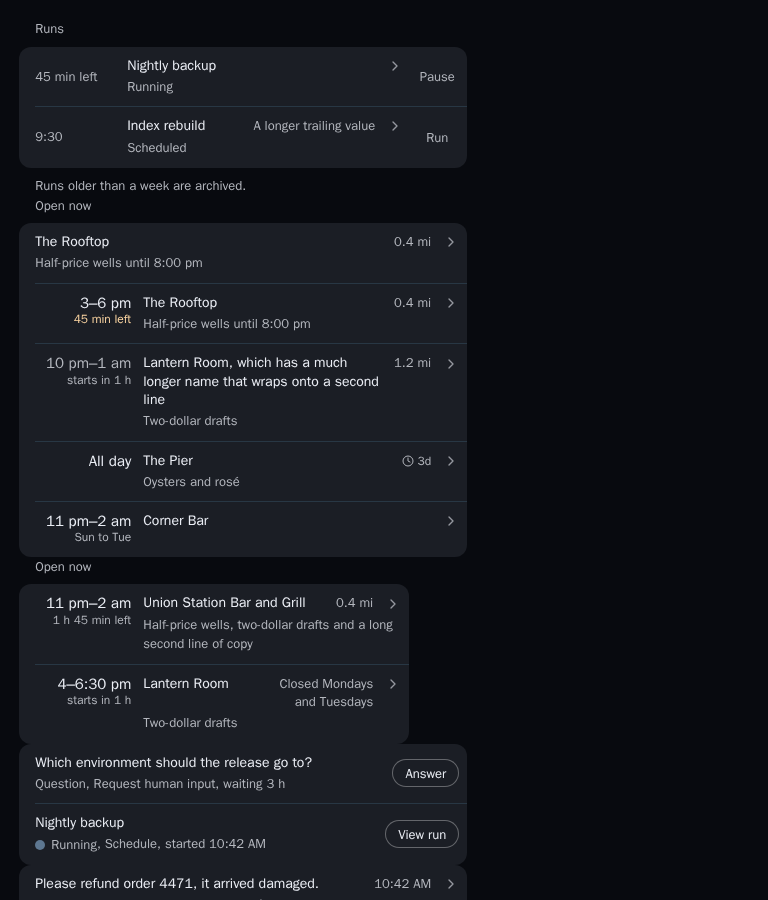 Runs
45 min left
Nightly backup
Running
Pause
9:30
Index rebuild
A longer trailing value
Scheduled
Run
Runs older than a week are archived.
Open now
The Rooftop
0.4 mi
Half-price wells until 8:00 pm
3–6 pm
45 min left
The Rooftop
0.4 mi
Half-price wells until 8:00 pm
10 pm–1 am
starts in 1 h
Lantern Room, which has a much
longer name that wraps onto a second
line
1.2 mi
Two-dollar drafts
All day
The Pier
3d
Oysters and rosé
11 pm–2 am
Sun to Tue
Corner Bar
Open now
11 pm–2 am
1 h 45 min left
Union Station Bar and Grill
0.4 mi
Half-price wells, two-dollar drafts and a long
second line of copy
4–6:30 pm
starts in 1 h
Lantern Room
Closed Mondays
and Tuesdays
Two-dollar drafts
Which environment should the release go to?
Question, Request human input, waiting 3 h
Answer
Nightly backup
Running, Schedule, started 10:42 AM
View run
Please refund order 4471, it arrived damaged.
10:42 AM